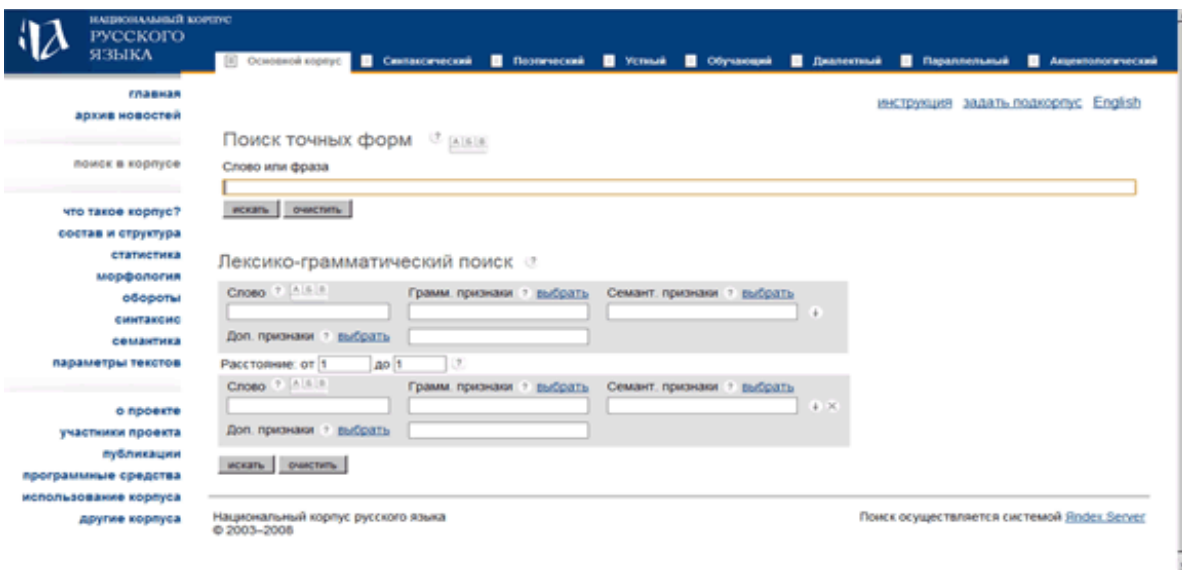 НАЦИОНАЛЬНЫЙ КОРПУС
РУССКОГО
ЯЗЫКА
Основной корпус Синтаксический Поэтический Устный Обучающий Диалектный Параллельный Акцентологический
главная
архив новостей
поиск в корпусе
что такое корпус?
состав и структура
статистика
морфология
обороты
синтаксис
семантика
параметры текстов
о проекте
участники проекта
публикации
программные средства
использование корпуса
другие корпуса
инструкция задать подкорпус English
Поиск точных форм ? А Б В
Слово или фраза
искать очистить
Лексико-грамматический поиск ?
Слово ? А Б В Грамм. признаки ? выбрать Семант. признаки ? выбрать
Доп. признаки ? выбрать
Расстояние: от 1 до 1 ?
Слово ? А Б В Грамм. признаки ? выбрать Семант. признаки ? выбрать
Доп. признаки ? выбрать
искать очистить
Национальный корпус русского языка
© 2003–2008
Поиск осуществляется системой Яndex.Server